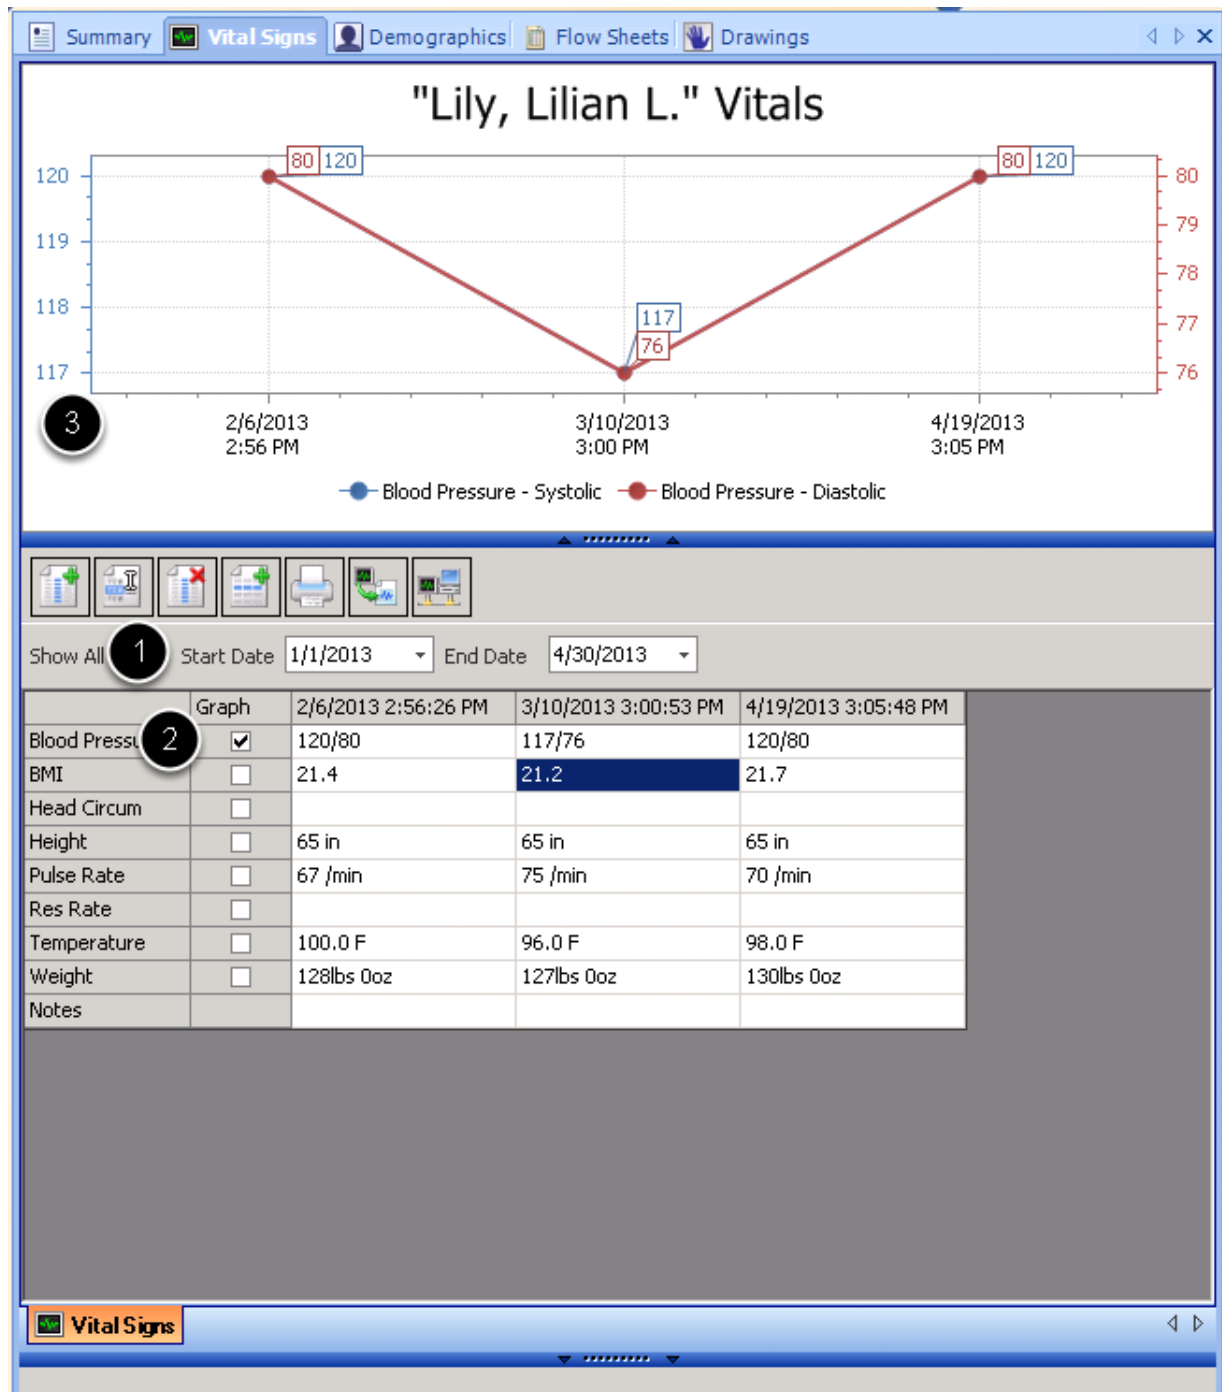 Summary Vital Signs Demographics Flow Sheets Drawings
"Lily, Lilian L." Vitals
80 120
80 120
120
119
118
117
80
79
78
77
76
117
76
3
2/6/2013 3/10/2013 4/19/2013
2:56 PM 3:00 PM 3:05 PM
Blood Pressure - Systolic Blood Pressure - Diastolic
Show All 1 Start Date 1/1/2013 End Date 4/30/2013
Graph 2/6/2013 2:56:26 PM 3/10/2013 3:00:53 PM 4/19/2013 3:05:48 PM
Blood Pressu 2 120/80 117/76 120/80
BMI 21.4 21.2 21.7
Head Circum
Height 65 in 65 in 65 in
Pulse Rate 67 /min 75 /min 70 /min
Res Rate
Temperature 100.0 F 96.0 F 98.0 F
Weight 128lbs 0oz 127lbs 0oz 130lbs 0oz
Notes
Vital Signs